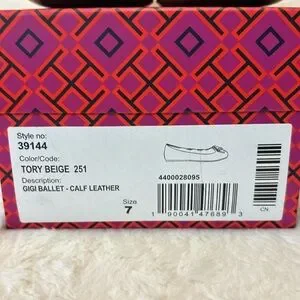 Style no:
39144
Color/Code:
TORY BEIGE 251
Description:
GIGI BALLET - CALF LEATHER
4400028095
Size
7
1 90041 47689 3
CN